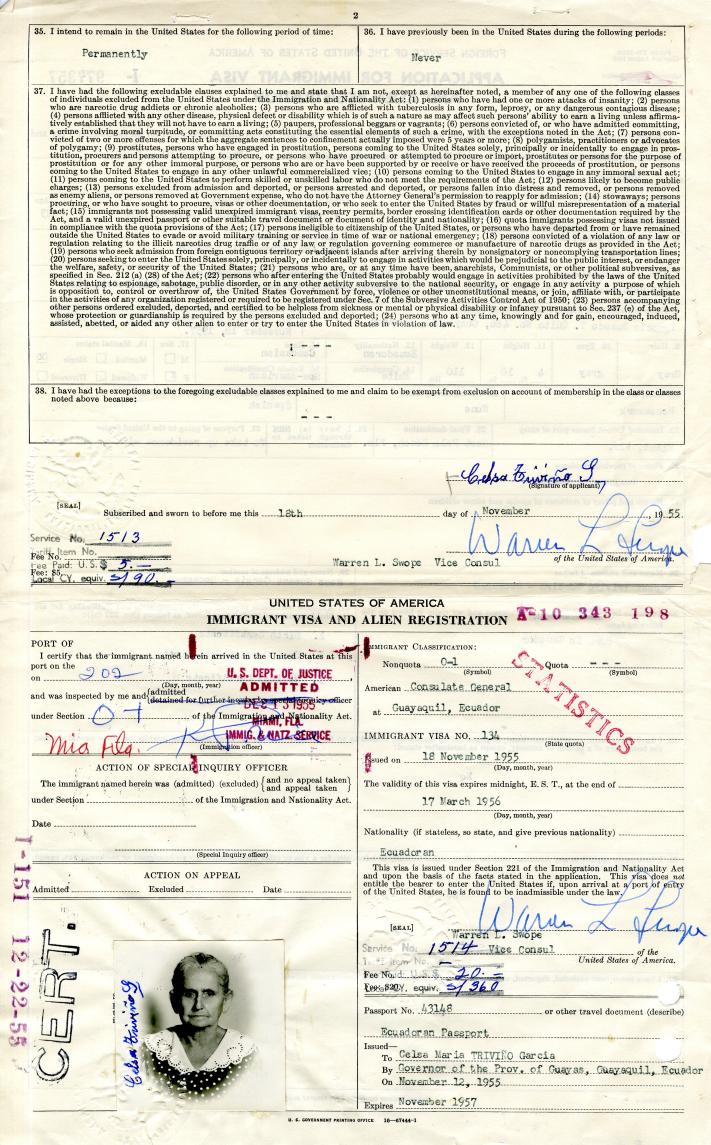 2
35. I intend to remain in the United States for the following period of time:
Permanently
36. I have previously been in the United States during the following periods:
Never
37. I have had the following excludable clauses explained to me and state that I am not, except as hereinafter noted, a member of any one of the following classes
of individuals excluded from the United States under the Immigration and Nationality Act: (1) persons who have had one or more attacks of insanity; (2) persons
who are narcotic drug addicts or chronic alcoholics; (3) persons who are afflicted with tuberculosis in any form, leprosy, or any dangerous contagious disease;
(4) persons afflicted with any other disease, physical defect or disability which is of such a nature as may affect such persons' ability to earn a living unless affirma-
tively established that they will not have to earn a living; (5) paupers, professional beggars or vagrants; (6) persons convicted of, or who have admitted committing,
a crime involving moral turpitude, or committing acts constituting the essential elements of such a crime, with the exceptions noted in the Act; (7) persons con-
victed of two or more offenses for which the aggregate sentences to confinement actually imposed were 5 years or more; (8) polygamists, practitioners or advocates
of polygamy; (9) prostitutes, persons who have engaged in prostitution, persons coming to the United States solely, principally or incidentally to engage in pros-
titution, procurers and persons attempting to procure, or persons who have procured or attempted to procure or import, prostitutes or persons for the purpose of
prostitution or for any other immoral purpose, or persons who are or have been supported by or receive or have received the proceeds of prostitution, or persons
coming to the United States to engage in any other unlawful commercialized vice; (10) persons coming to the United States to engage in any immoral sexual act;
(11) persons coming to the United States to perform skilled or unskilled labor who do not meet the requirements of the Act; (12) persons likely to become public
charges; (13) persons excluded from admission and deported, persons arrested and deported, or persons fallen into distress and removed, or persons removed
as enemy aliens, or persons removed at Government expense, who do not have the Attorney General's permission to reapply for admission; (14) stowaways; persons
procuring, or who have sought to procure, visas or other documentation, or who seek to enter the United States by fraud or willful misrepresentation of a material
fact; (15) immigrants not possessing valid unexpired immigrant visas, reentry permits, border crossing identification cards or other documentation required by the
Act, and a valid unexpired passport or other suitable travel document or document of identity and nationality; (16) quota immigrants possessing visas not issued
in compliance with the quota provisions of the Act; (17) persons ineligible to citizenship of the United States, or persons who have departed from or have remained
outside the United States to evade or avoid military training or service in time of war or national emergency; (18) persons convicted of a violation of any law or
regulation relating to the illicit narcotics drug traffic or of any law or regulation governing commerce or manufacture of narcotic drugs as provided in the Act;
(19) persons who seek admission from foreign contiguous territory or adjacent islands after arriving therein by nonsignatory or noncomplying transportation lines;
(20) persons seeking to enter the United States solely, principally, or incidentally to engage in activities which would be prejudicial to the public interest, or endanger
the welfare, safety, or security of the United States; (21) persons who are, or at any time have been, anarchists, Communists, or other political subversives, as
specified in Sec. 212 (a) (28) of the Act; (22) persons who after entering the United States probably would engage in activities prohibited by the laws of the United
States relating to espionage, sabotage, public disorder, or in any other activity subversive to the national security, or engage in any activity a purpose of which
is opposition to, control or overthrow of, the United States Government by force, violence or other unconstitutional means, or join, affiliate with, or participate
in the activities of any organization registered or required to be registered under Sec. 7 of the Subversive Activities Control Act of 1950; (23) persons accompanying
other persons ordered excluded, deported, and certified to be helpless from sickness or mental or physical disability or infancy pursuant to Sec. 237 (e) of the Act,
whose protection or guardianship is required by the persons excluded and deported; (24) persons who at any time, knowingly and for gain, encouraged, induced,
assisted, abetted, or aided any other alien to enter or try to enter the United States in violation of law.
- - -
38. I have had the exceptions to the foregoing excludable clauses explained to me and claim to be exempt from exclusion on account of membership in the class or classes
noted above because:
- - -
Celsa Triviño G
(Signature of applicant)
[SEAL]
Subscribed and sworn to before me this 18th day of November, 1955.
Service No. 1513
Tariff Item No.
Fee No.
Fee Paid: U.S. $ 5.—
Fee: $5.
Local CY. equiv. S/ 90.—
Warren L. Swope
Warren L. Swope Vice Consul of the United States of America.
UNITED STATES OF AMERICA
IMMIGRANT VISA AND ALIEN REGISTRATION A-10 343 198
PORT OF
I certify that the immigrant named herein arrived in the United States at this
port on the 202
on
(Day, month, year)
and was inspected by me and {admitted
detained for further inquiry to special inquiry officer
under Section O-1 of the Immigration and Nationality Act.
U. S. DEPT. OF JUSTICE
ADMITTED
DEC 13 1955
MIAMI, FLA.
IMMIG. & NATZ. SERVICE
Mia Fla.
(Immigration officer)
ACTION OF SPECIAL INQUIRY OFFICER
The immigrant named herein was (admitted) (excluded) {and no appeal taken}
{and appeal taken}
under Section of the Immigration and Nationality Act.
Date
(Special Inquiry officer)
ACTION ON APPEAL
Admitted Excluded Date
I-151 12-22-55
CERT.
Celsa Triviño G
IMMIGRANT CLASSIFICATION:
Nonquota O-1 Quota - - -
(Symbol) (Symbol)
STATISTICS
American Consulate General
at Guayaquil, Ecuador
IMMIGRANT VISA NO. 134
(State quota)
Issued on 18 November 1955
(Day, month, year)
The validity of this visa expires midnight, E. S. T., at the end of
17 March 1956
(Day, month, year)
Nationality (if stateless, so state, and give previous nationality)
Ecuadoran
This visa is issued under Section 221 of the Immigration and Nationality Act
and upon the basis of the facts stated in the application. This visa does not
entitle the bearer to enter the United States if, upon arrival at a port of entry
of the United States, he is found to be inadmissible under the law.
Warren L. Swope
[SEAL]
Warren L. Swope
Service No. 1514 Vice Consul of the
Item No. — United States of America.
Fee No. U.S. $ 20.—
Fee: $20. CY. equiv. S/ 360
Passport No. 43148 or other travel document (describe)
Ecuadoran Passport
Issued—
To Celsa Maria TRIVIÑO Garcia
By Governor of the Prov. of Guayas, Guayaquil, Ecuador
On November 12, 1955
Expires November 1957
U. S. GOVERNMENT PRINTING OFFICE 16—67444-1